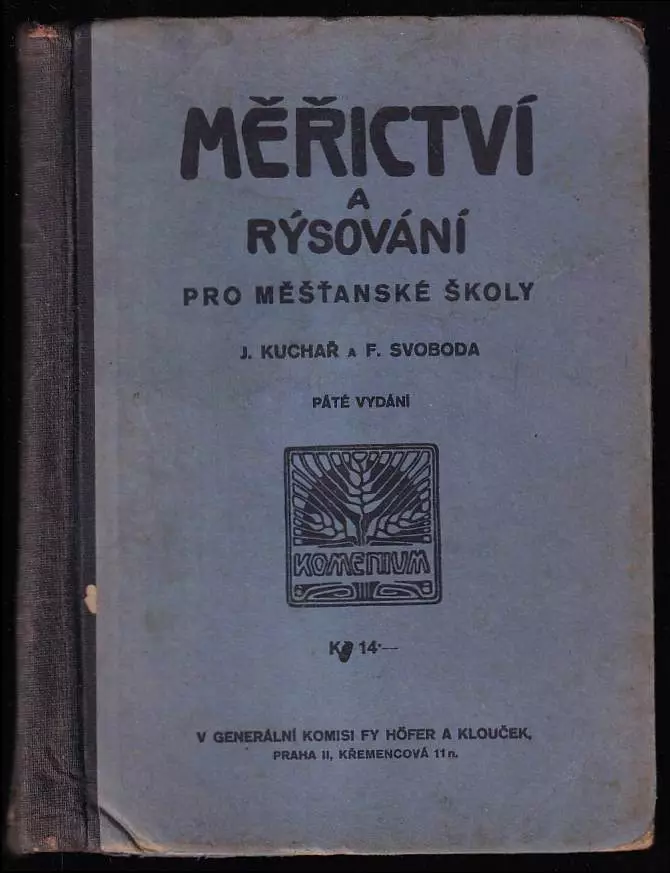 MĚŘICTVÍ
A
RÝSOVÁNÍ
PRO MĚŠŤANSKÉ ŠKOLY
J. KUCHAŘ A F. SVOBODA
PÁTÉ VYDÁNÍ
KOMENIUM
14·—
V GENERÁLNÍ KOMISI FY HÖFER A KLOUČEK,
PRAHA II, KŘEMENCOVÁ 11 n.